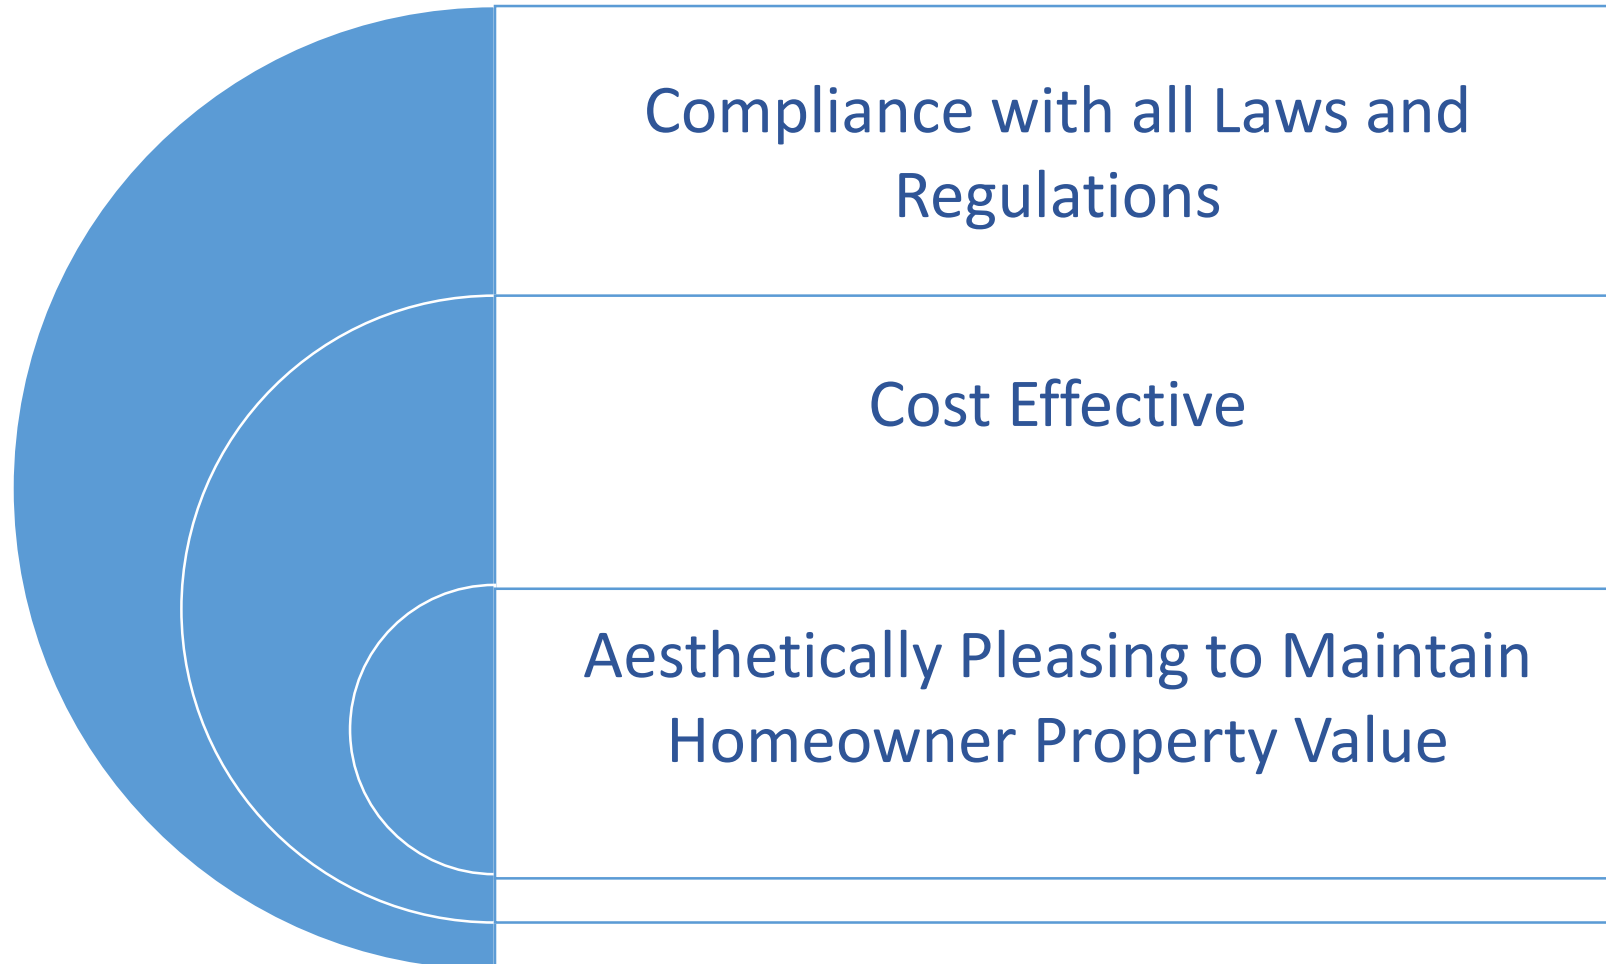 Compliance with all Laws and
Regulations
Cost Effective
Aesthetically Pleasing to Maintain
Homeowner Property Value